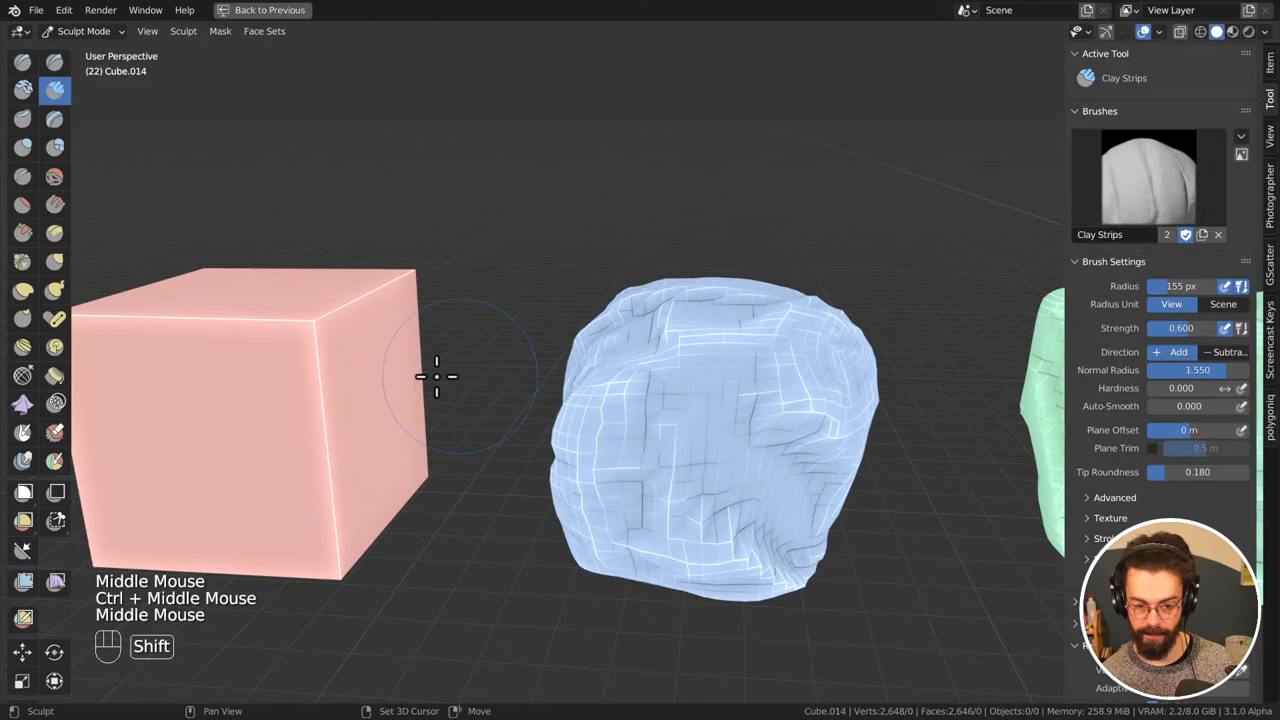 File Edit Render Window Help Back to Previous Scene View Layer
Sculpt Mode View Sculpt Mask Face Sets
User Perspective
(22) Cube.014
Active Tool
Clay Strips
Brushes
Clay Strips 2
Brush Settings
Radius 155 px
Radius Unit View Scene
Strength 0.600
Direction + Add — Subtra...
Normal Radius 1.550
Hardness 0.000
Auto-Smooth 0.000
Plane Offset 0 m
Plane Trim 0.5 m
Tip Roundness 0.180
Advanced
Texture
Item
Tool
View
Photographer
GScatter
Screencast Keys
polygoniq
Middle Mouse
Ctrl + Middle Mouse
Middle Mouse
Shift
Sculpt Pan View Set 3D Cursor Move Cube.014 | Verts:2,648/0 | Faces:2,646/0 | Objects:0/0 | Memory: 258.9 MiB | VRAM: 2.2/8.0 GiB | 3.1.0 Alpha